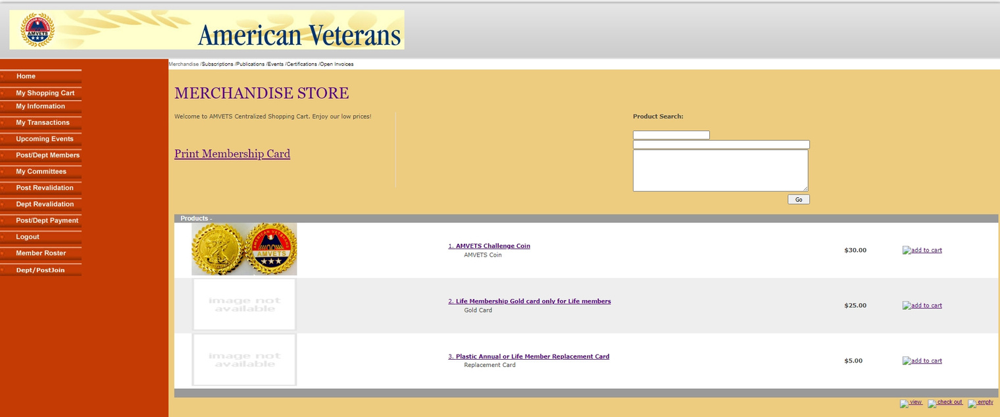 AMVETS
American Veterans
Merchandise /Subscriptions /Publications /Events /Certifications /Open Invoices
Home
My Shopping Cart
My Information
My Transactions
Upcoming Events
Post/Dept Members
My Committees
Post Revalidation
Dept Revalidation
Post/Dept Payment
Logout
Member Roster
Dept/PostJoin
MERCHANDISE STORE
Welcome to AMVETS Centralized Shopping Cart. Enjoy our low prices!
Product Search:
Print Membership Card
Go
Products -
AMERICAN VETERANS
AMVETS
1. AMVETS Challenge Coin
AMVETS Coin
$30.00
add to cart
image not
available
2. Life Membership Gold card only for Life members
Gold Card
$25.00
add to cart
image not
available
3. Plastic Annual or Life Member Replacement Card
Replacement Card
$5.00
add to cart
view
check out
empty